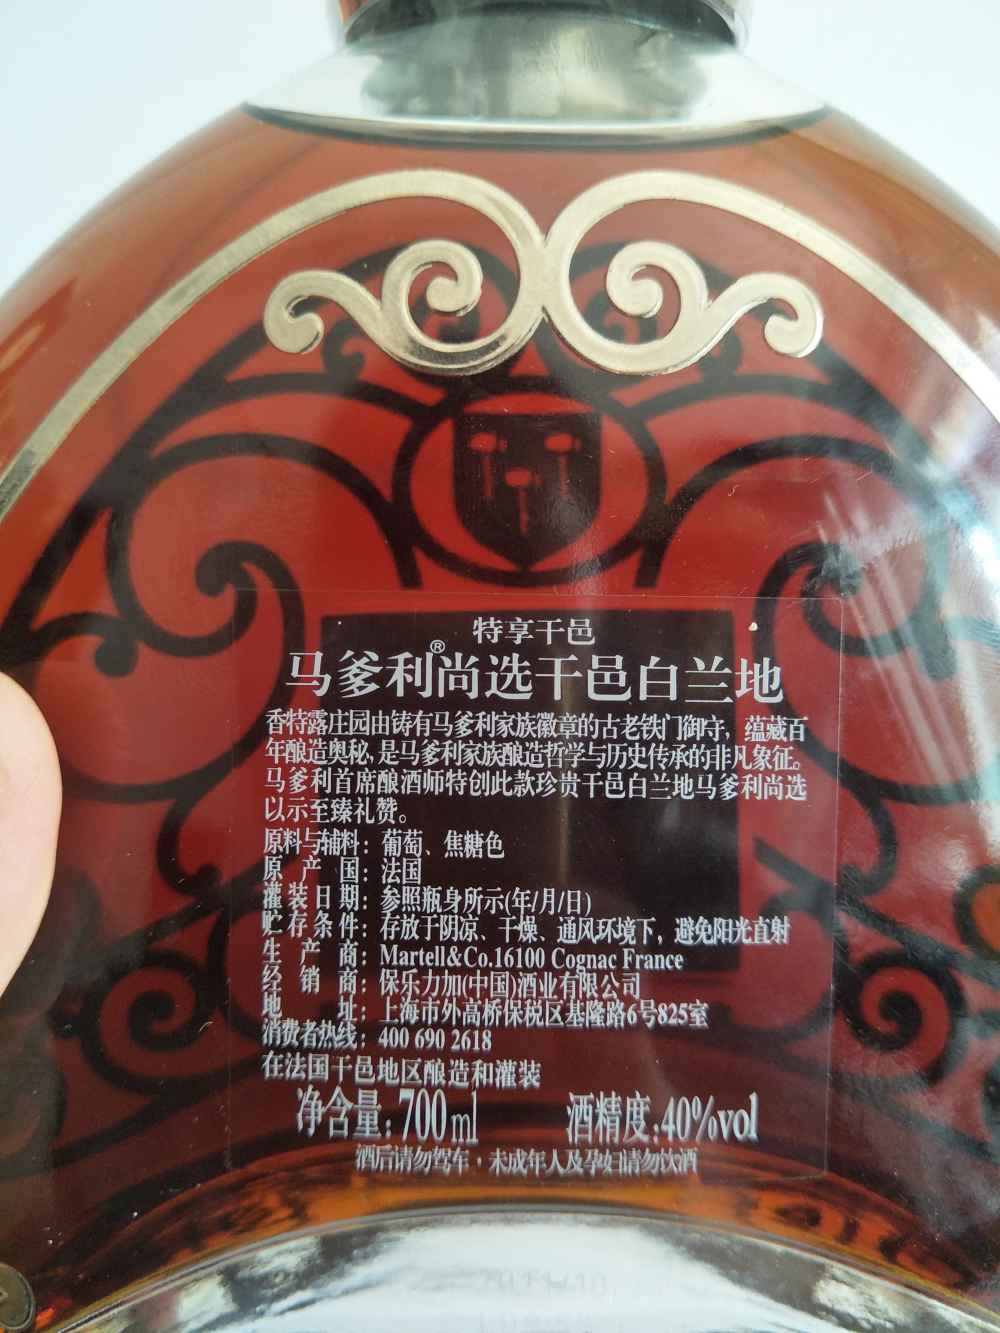 特享干邑
马爹利®尚选干邑白兰地
香特露庄园由铸有马爹利家族徽章的古老铁门御守，蕴藏百
年酿造奥秘，是马爹利家族酿造哲学与历史传承的非凡象征。
马爹利首席酿酒师特创此款珍贵干邑白兰地马爹利尚选
以示至臻礼赞。
原料与辅料：葡萄、焦糖色
原产国：法国
灌装日期：参照瓶身所示(年/月/日)
贮存条件：存放于阴凉、干燥、通风环境下，避免阳光直射
生产商：Martell&Co.16100 Cognac France
经销商：保乐力加(中国)酒业有限公司
地址：上海市外高桥保税区基隆路6号825室
消费者热线：400 690 2618
在法国干邑地区酿造和灌装
净含量：700ml 酒精度：40%vol
酒后请勿驾车，未成年人及孕妇请勿饮酒